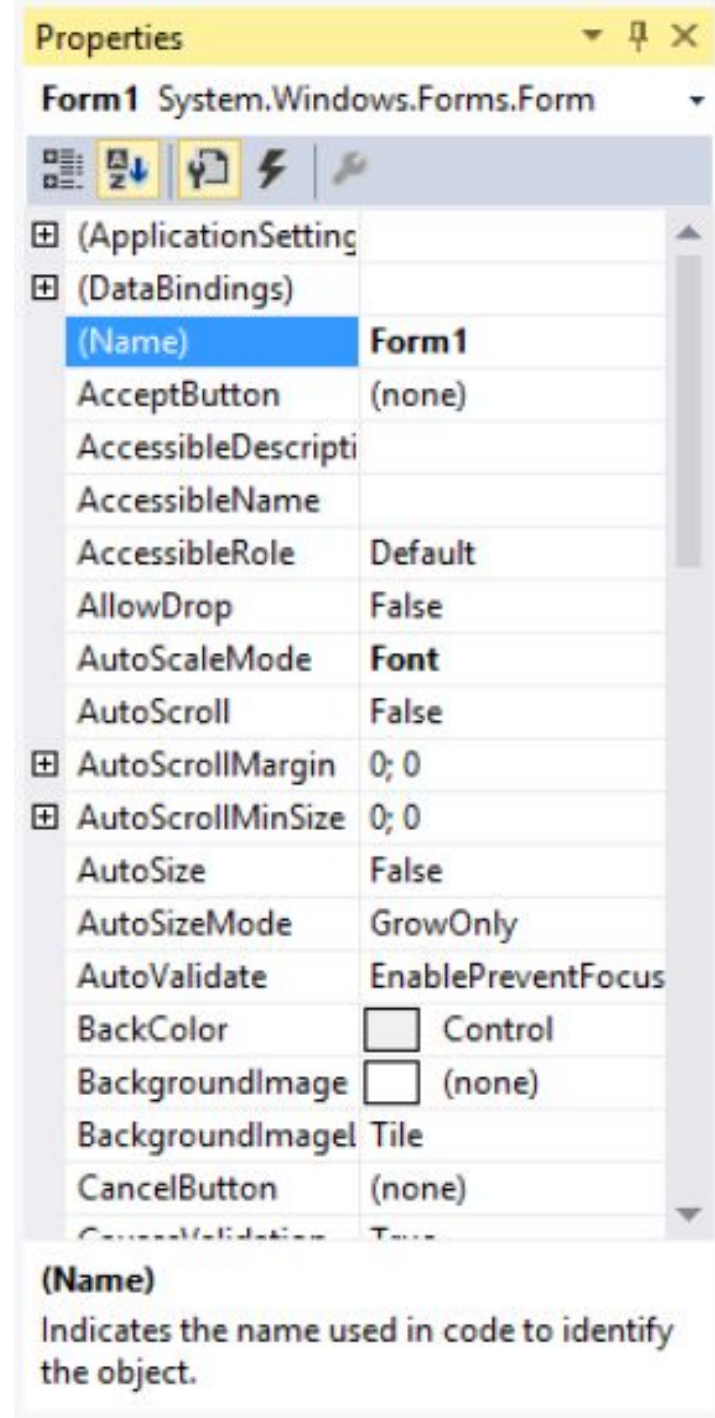 Properties
Form1 System.Windows.Forms.Form
(ApplicationSetting
(DataBindings)
(Name) Form1
AcceptButton (none)
AccessibleDescripti
AccessibleName
AccessibleRole Default
AllowDrop False
AutoScaleMode Font
AutoScroll False
AutoScrollMargin 0; 0
AutoScrollMinSize 0; 0
AutoSize False
AutoSizeMode GrowOnly
AutoValidate EnablePreventFocus
BackColor Control
BackgroundImage (none)
BackgroundImageL Tile
CancelButton (none)
CausesValidation True
(Name)
Indicates the name used in code to identify
the object.